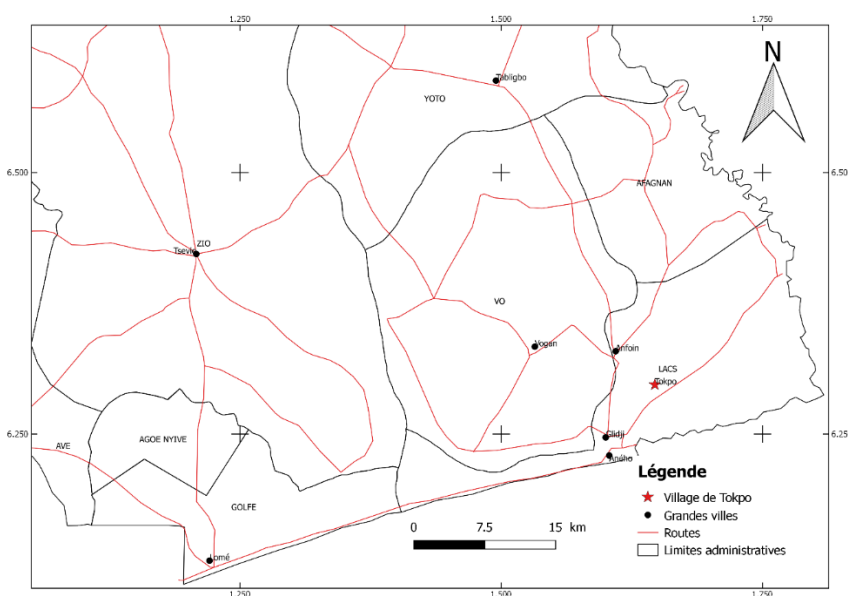 1.250 1.500 1.750
N
Tabligbo
YOTO
6.500 6.50
AFAGNAN
ZIO
Tsevié
VO
Vogan
Anfoin
LACS
Tokpo
6.250 6.25
AVE
AGOE NYIVE
Glidji
Aného
GOLFE
Lomé
Légende
Village de Tokpo
Grandes villes
Routes
Limites administratives
0 7.5 15 km
1.250 1.500 1.750